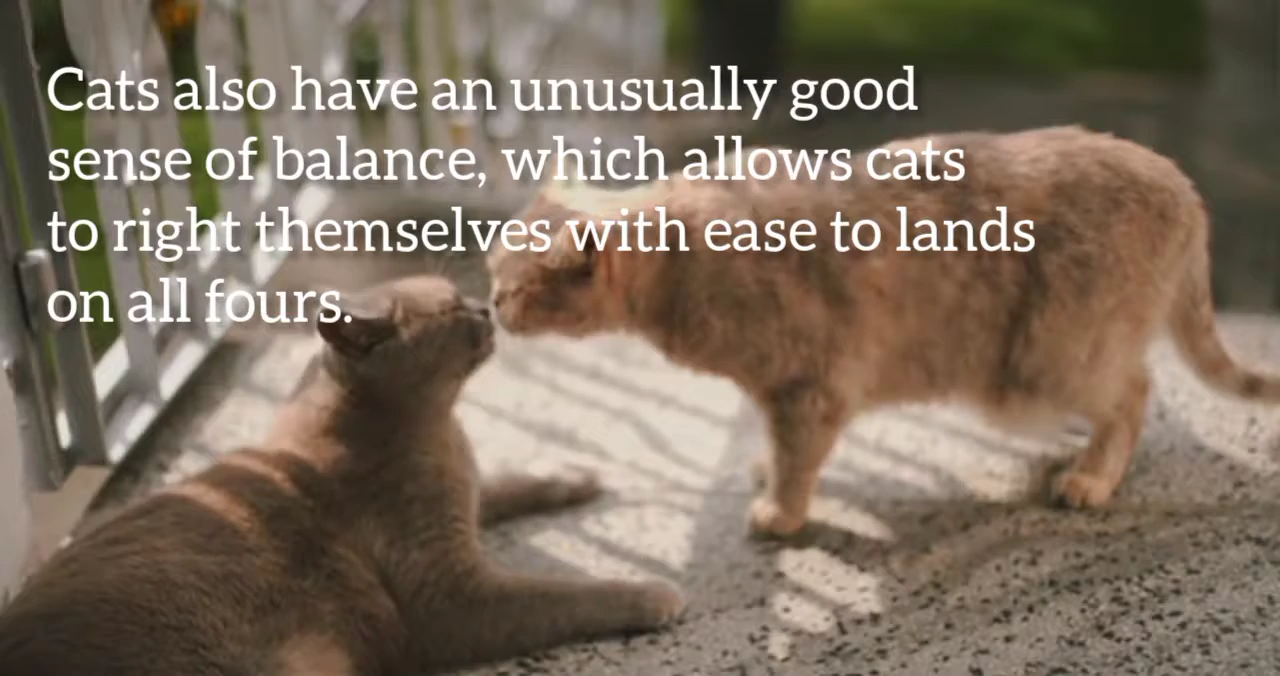 Cats also have an unusually good
sense of balance, which allows cats
to right themselves with ease to lands
on all fours.